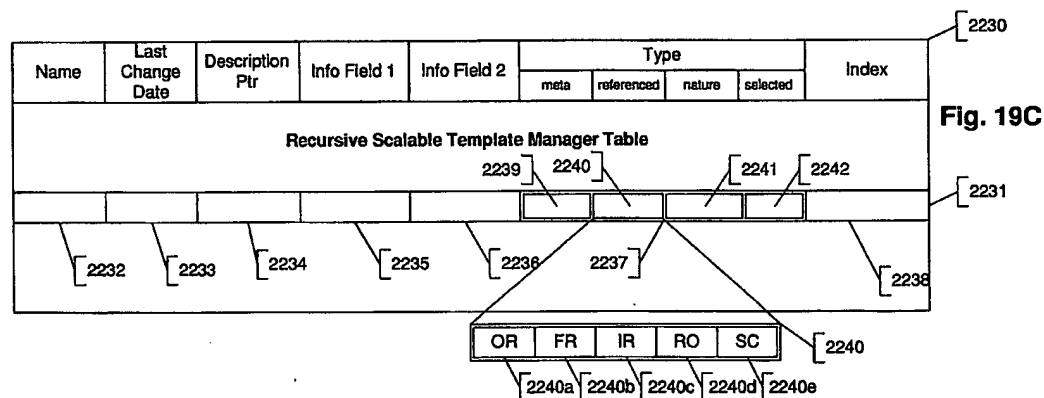 2230
Name
Last Change Date
Description Ptr
Info Field 1
Info Field 2
Type
meta
referenced
nature
selected
Index
Fig. 19C
Recursive Scalable Template Manager Table
2239
2240
2241
2242
2231
2232
2233
2234
2235
2236
2237
2238
OR
FR
IR
RO
SC
2240
2240a
2240b
2240c
2240d
2240e